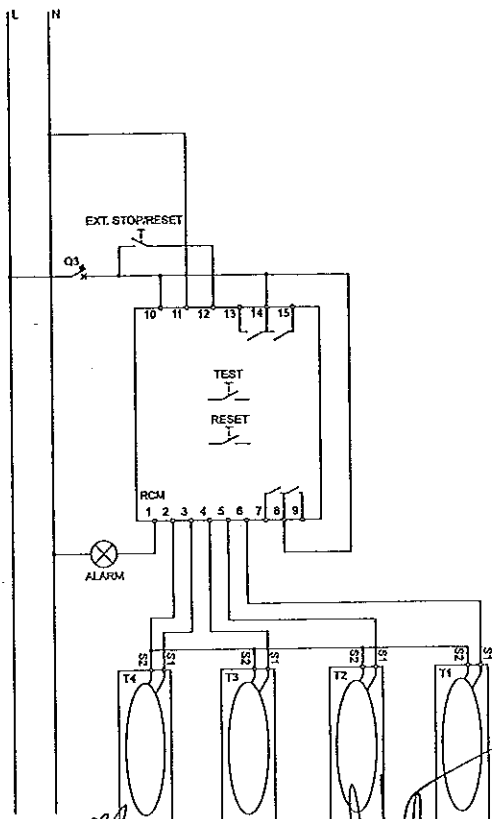 L N
EXT. STOP/RESET
Q3
10 11 12 13 14 15
TEST
RESET
RCM
1 2 3 4 5 6 7 8 9
ALARM
S2 S1 S2 S1 S2 S1 S2 S1
T4 T3 T2 T1